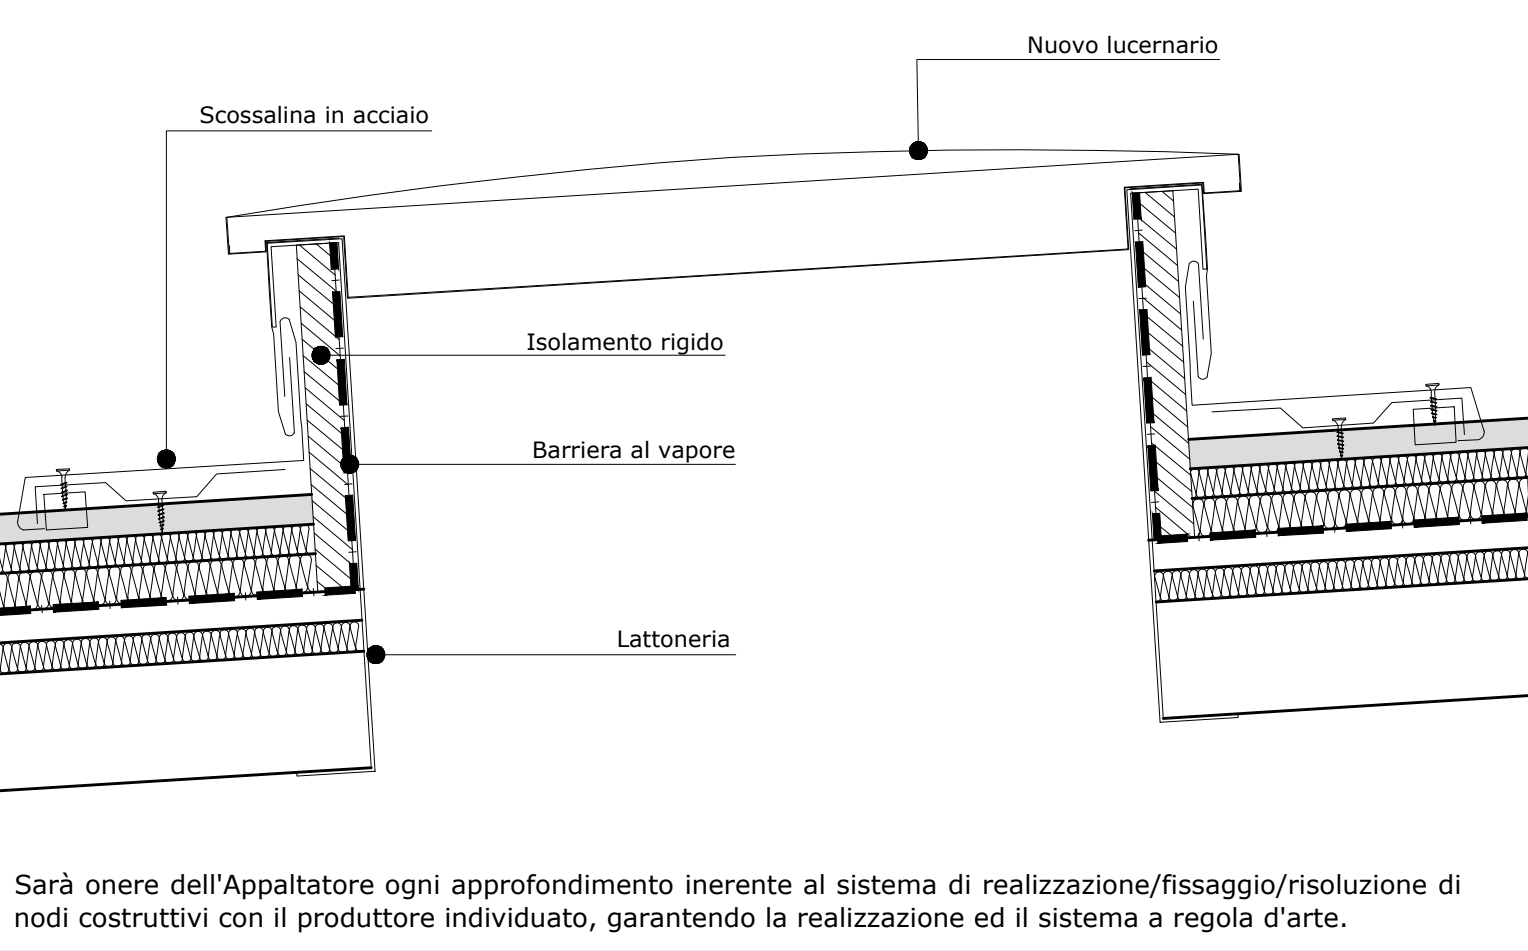 Nuovo lucernario
Scossalina in acciaio
Isolamento rigido
Barriera al vapore
Lattoneria
Sarà onere dell'Appaltatore ogni approfondimento inerente al sistema di realizzazione/fissaggio/risoluzione di
nodi costruttivi con il produttore individuato, garantendo la realizzazione ed il sistema a regola d'arte.